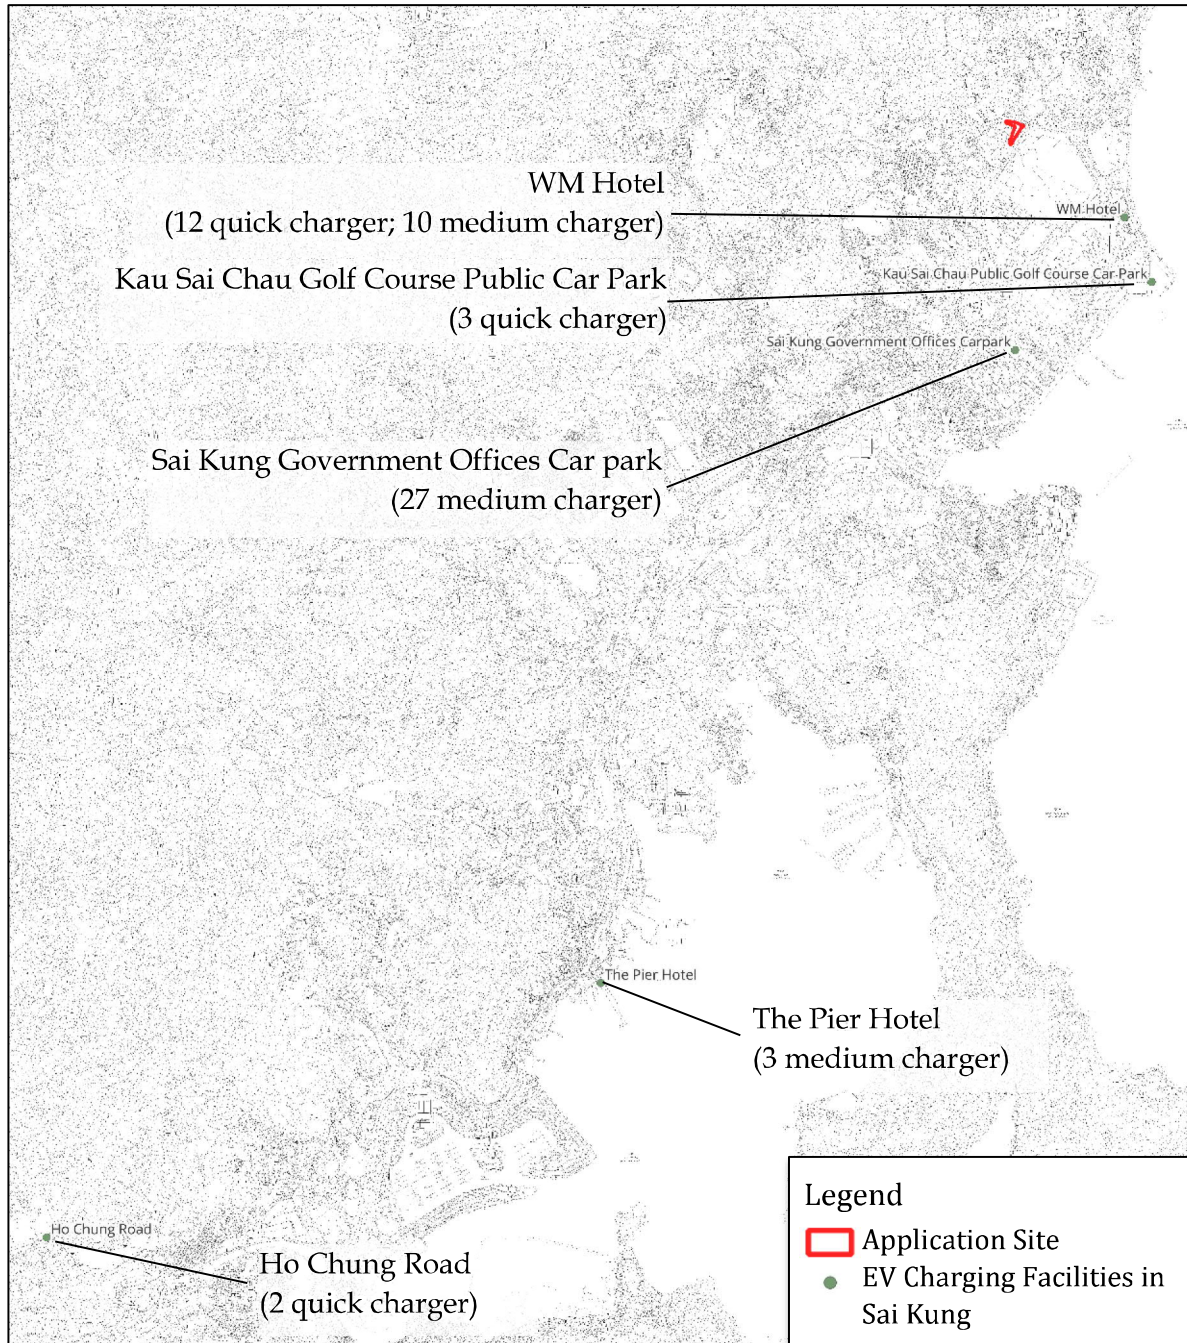 WM Hotel
(12 quick charger; 10 medium charger)
WM Hotel
Kau Sai Chau Golf Course Public Car Park
(3 quick charger)
Kau Sai Chau Public Golf Course Car Park
Sai Kung Government Offices Carpark
Sai Kung Government Offices Car park
(27 medium charger)
The Pier Hotel
The Pier Hotel
(3 medium charger)
Ho Chung Road
Ho Chung Road
(2 quick charger)
Legend
Application Site
EV Charging Facilities in
Sai Kung